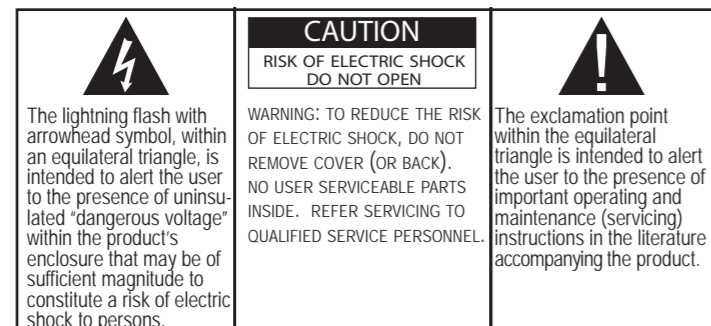 The lightning flash with
arrowhead symbol, within
an equilateral triangle, is
intended to alert the user
to the presence of uninsu-
lated "dangerous voltage"
within the product's
enclosure that may be of
sufficient magnitude to
constitute a risk of electric
shock to persons.
CAUTION
RISK OF ELECTRIC SHOCK
DO NOT OPEN
WARNING: TO REDUCE THE RISK
OF ELECTRIC SHOCK, DO NOT
REMOVE COVER (OR BACK).
NO USER SERVICEABLE PARTS
INSIDE. REFER SERVICING TO
QUALIFIED SERVICE PERSONNEL.
!
The exclamation point
within the equilateral
triangle is intended to alert
the user to the presence of
important operating and
maintenance (servicing)
instructions in the literature
accompanying the product.